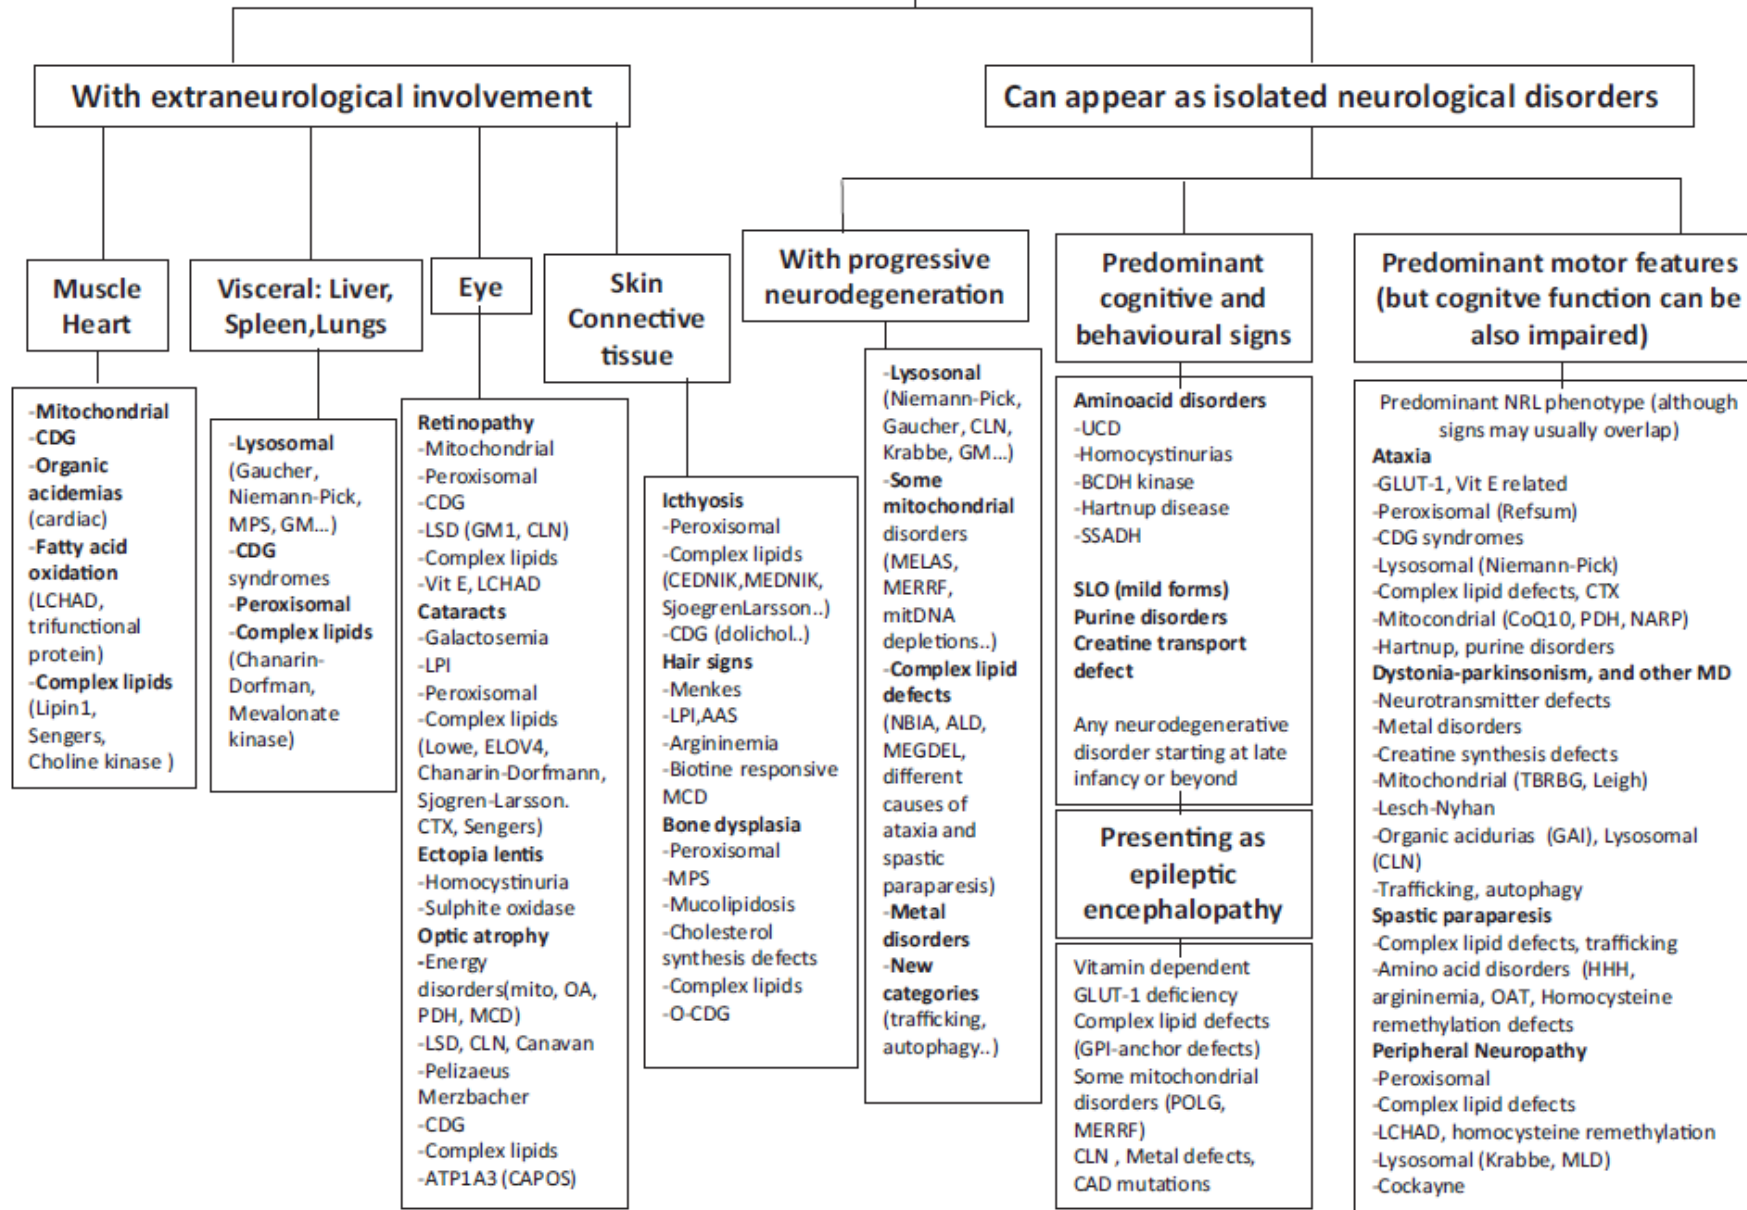 With extraneurological involvement
Can appear as isolated neurological disorders
Muscle
Heart
-Mitochondrial
-CDG
-Organic
acidemias
(cardiac)
-Fatty acid
oxidation
(LCHAD,
trifunctional
protein)
-Complex lipids
(Lipin1,
Sengers,
Choline kinase )
Visceral: Liver,
Spleen,Lungs
-Lysosomal
(Gaucher,
Niemann-Pick,
MPS, GM...)
-CDG
syndromes
-Peroxisomal
-Complex lipids
(Chanarin-
Dorfman,
Mevalonate
kinase)
Eye
Retinopathy
-Mitochondrial
-Peroxisomal
-CDG
-LSD (GM1, CLN)
-Complex lipids
-Vit E, LCHAD
Cataracts
-Galactosemia
-LPI
-Peroxisomal
-Complex lipids
(Lowe, ELOV4,
Chanarin-Dorfmann,
Sjogren-Larsson.
CTX, Sengers)
Ectopia lentis
-Homocystinuria
-Sulphite oxidase
Optic atrophy
-Energy
disorders(mito, OA,
PDH, MCD)
-LSD, CLN, Canavan
-Pelizaeus
Merzbacher
-CDG
-Complex lipids
-ATP1A3 (CAPOS)
Skin
Connective
tissue
Icthyosis
-Peroxisomal
-Complex lipids
(CEDNIK,MEDNIK,
SjoegrenLarsson..)
-CDG (dolichol..)
Hair signs
-Menkes
-LPI,AAS
-Argininemia
-Biotine responsive
MCD
Bone dysplasia
-Peroxisomal
-MPS
-Mucolipidosis
-Cholesterol
synthesis defects
-Complex lipids
-O-CDG
With progressive
neurodegeneration
-Lysosonal
(Niemann-Pick,
Gaucher, CLN,
Krabbe, GM...)
-Some
mitochondrial
disorders
(MELAS,
MERRF,
mitDNA
depletions..)
-Complex lipid
defects
(NBIA, ALD,
MEGDEL,
different
causes of
ataxia and
spastic
paraparesis)
-Metal
disorders
-New
categories
(trafficking,
autophagy..)
Predominant
cognitive and
behavioural signs
Aminoacid disorders
-UCD
-Homocystinurias
-BCDH kinase
-Hartnup disease
-SSADH
SLO (mild forms)
Purine disorders
Creatine transport
defect
Any neurodegenerative
disorder starting at late
infancy or beyond
Presenting as
epileptic
encephalopathy
Vitamin dependent
GLUT-1 deficiency
Complex lipid defects
(GPI-anchor defects)
Some mitochondrial
disorders (POLG,
MERRF)
CLN , Metal defects,
CAD mutations
Predominant motor features
(but cognitve function can be
also impaired)
Predominant NRL phenotype (although
signs may usually overlap)
Ataxia
-GLUT-1, Vit E related
-Peroxisomal (Refsum)
-CDG syndromes
-Lysosomal (Niemann-Pick)
-Complex lipid defects, CTX
-Mitocondrial (CoQ10, PDH, NARP)
-Hartnup, purine disorders
Dystonia-parkinsonism, and other MD
-Neurotransmitter defects
-Metal disorders
-Creatine synthesis defects
-Mitochondrial (TBRBG, Leigh)
-Lesch-Nyhan
-Organic acidurias (GAI), Lysosomal
(CLN)
-Trafficking, autophagy
Spastic paraparesis
-Complex lipid defects, trafficking
-Amino acid disorders (HHH,
argininemia, OAT, Homocysteine
remethylation defects
Peripheral Neuropathy
-Peroxisomal
-Complex lipid defects
-LCHAD, homocysteine remethylation
-Lysosomal (Krabbe, MLD)
-Cockayne